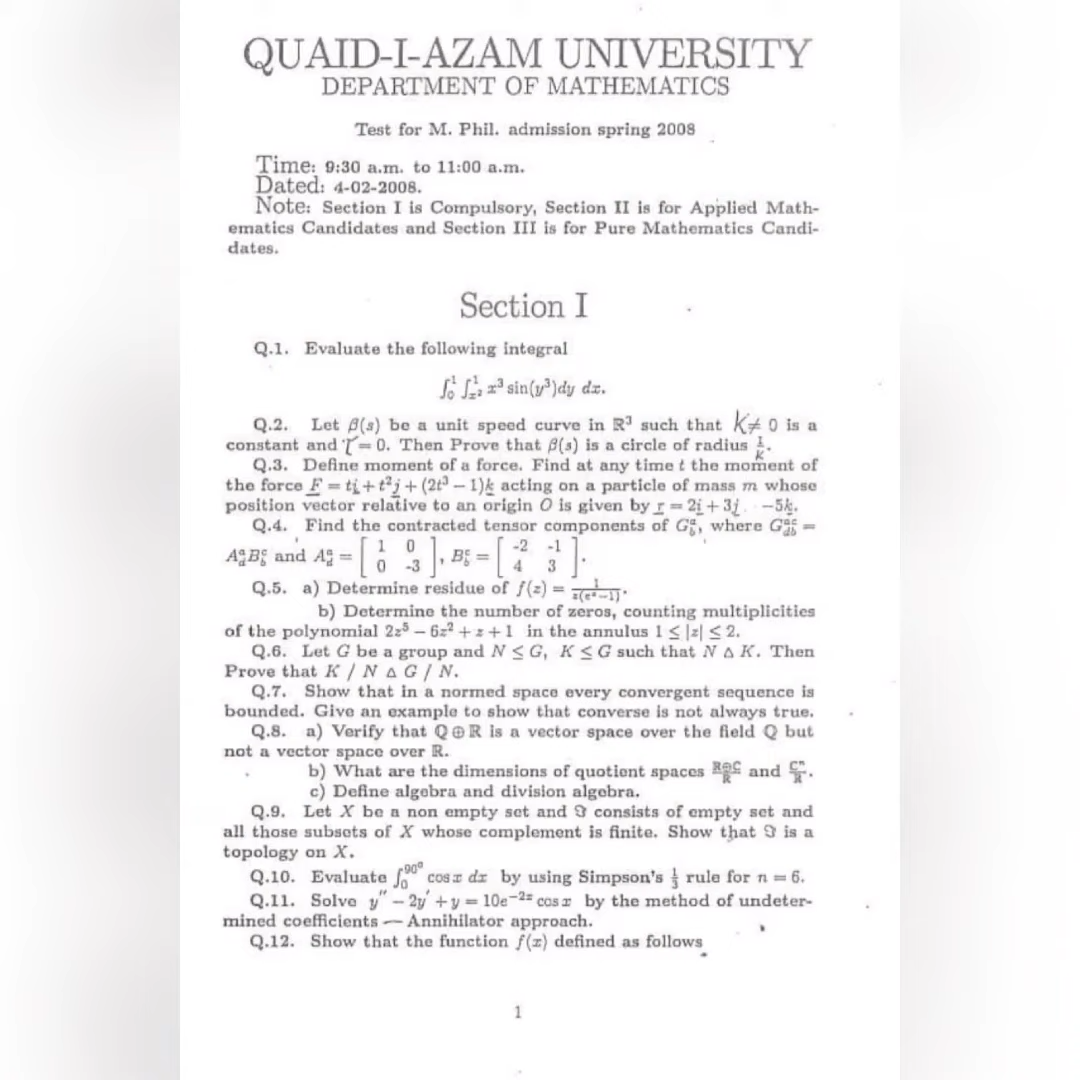 QUAID-I-AZAM UNIVERSITY
DEPARTMENT OF MATHEMATICS
Test for M. Phil. admission spring 2008
Time: 9:30 a.m. to 11:00 a.m.
Dated: 4-02-2008.
Note: Section I is Compulsory, Section II is for Applied Math-
ematics Candidates and Section III is for Pure Mathematics Candi-
dates.
Section I
Q.1. Evaluate the following integral
∫₀¹ ∫ₓ²¹ x³ sin(y³)dy dx.
Q.2. Let β(s) be a unit speed curve in R³ such that K ≠ 0 is a
constant and τ = 0. Then Prove that β(s) is a circle of radius 1/k.
Q.3. Define moment of a force. Find at any time t the moment of
the force F = ti + t²j + (2t³ − 1)k acting on a particle of mass m whose
position vector relative to an origin O is given by r = 2i + 3j −5k.
Q.4. Find the contracted tensor components of G^a_b, where G^{ac}_{db} =
A^a_d B^c_b and A^a_d = [1 0; 0 -3], B^c_b = [-2 -1; 4 3].
Q.5. a) Determine residue of f(z) = 1/(z(e^z−1)).
b) Determine the number of zeros, counting multiplicities
of the polynomial 2z⁵ − 6z² + z + 1 in the annulus 1 ≤ |z| ≤ 2.
Q.6. Let G be a group and N ≤ G, K ≤ G such that N △ K. Then
Prove that K / N △ G / N.
Q.7. Show that in a normed space every convergent sequence is
bounded. Give an example to show that converse is not always true.
Q.8. a) Verify that Q ⊕ R is a vector space over the field Q but
not a vector space over R.
b) What are the dimensions of quotient spaces R⊕C/R and Cⁿ/R.
c) Define algebra and division algebra.
Q.9. Let X be a non empty set and ℑ consists of empty set and
all those subsets of X whose complement is finite. Show that ℑ is a
topology on X.
Q.10. Evaluate ∫₀^{90°} cos x dx by using Simpson's 1/3 rule for n = 6.
Q.11. Solve y'' − 2y' + y = 10e^{−2x} cos x by the method of undeter-
mined coefficients — Annihilator approach.
Q.12. Show that the function f(x) defined as follows
1